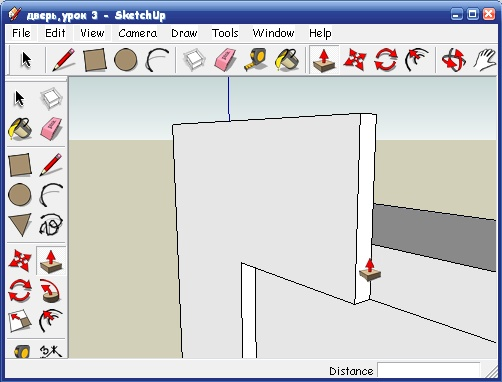 дверь,урок 3 - SketchUp
File Edit View Camera Draw Tools Window Help
Distance